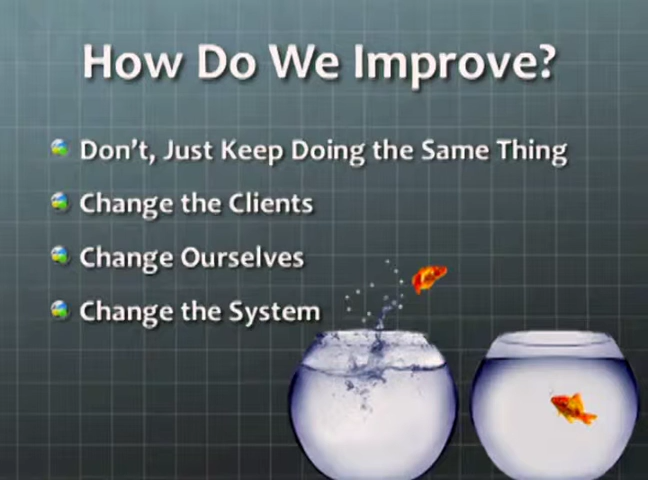 How Do We Improve?
Don't, Just Keep Doing the Same Thing
Change the Clients
Change Ourselves
Change the System